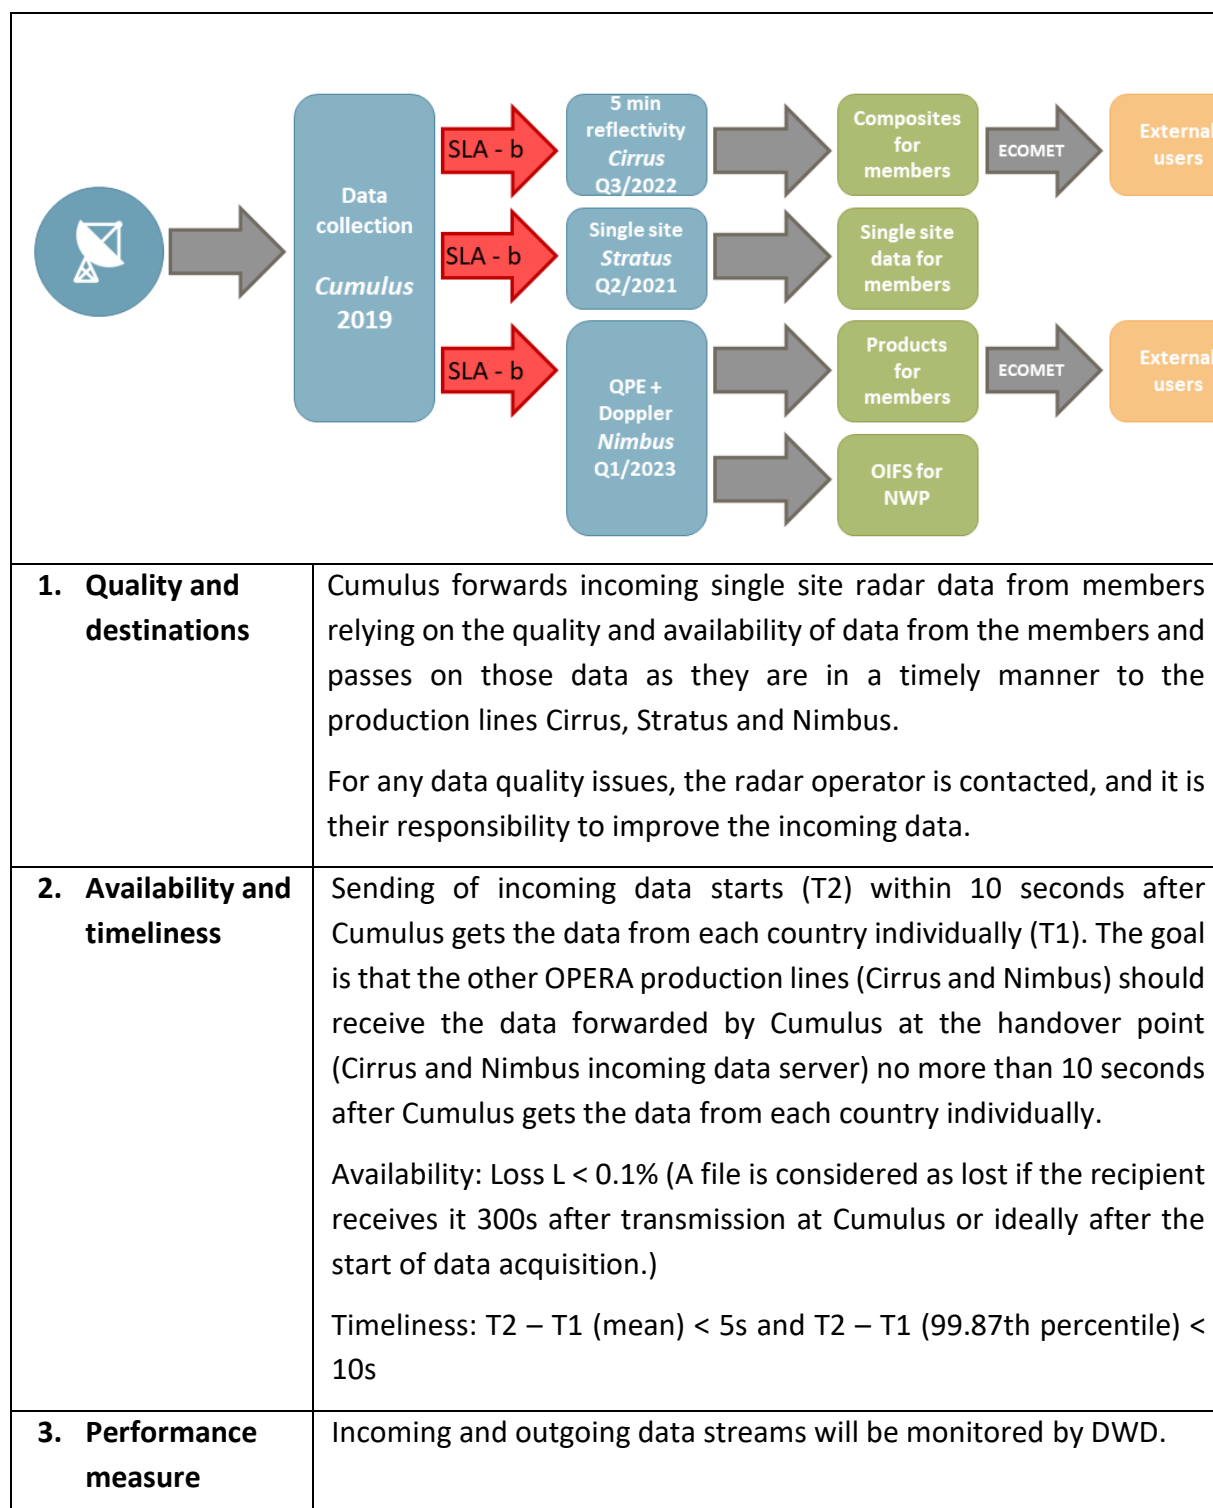 Data
collection
Cumulus
2019
SLA - b
5 min
reflectivity
Cirrus
Q3/2022
Composites
for
members
ECOMET
External
users
SLA - b
Single site
Stratus
Q2/2021
Single site
data for
members
SLA - b
QPE +
Doppler
Nimbus
Q1/2023
Products
for
members
ECOMET
External
users
OIFS for
NWP
1. Quality and
destinations
Cumulus forwards incoming single site radar data from members
relying on the quality and availability of data from the members and
passes on those data as they are in a timely manner to the
production lines Cirrus, Stratus and Nimbus.
For any data quality issues, the radar operator is contacted, and it is
their responsibility to improve the incoming data.
2. Availability and
timeliness
Sending of incoming data starts (T2) within 10 seconds after
Cumulus gets the data from each country individually (T1). The goal
is that the other OPERA production lines (Cirrus and Nimbus) should
receive the data forwarded by Cumulus at the handover point
(Cirrus and Nimbus incoming data server) no more than 10 seconds
after Cumulus gets the data from each country individually.
Availability: Loss L < 0.1% (A file is considered as lost if the recipient
receives it 300s after transmission at Cumulus or ideally after the
start of data acquisition.)
Timeliness: T2 – T1 (mean) < 5s and T2 – T1 (99.87th percentile) <
10s
3. Performance
measure
Incoming and outgoing data streams will be monitored by DWD.